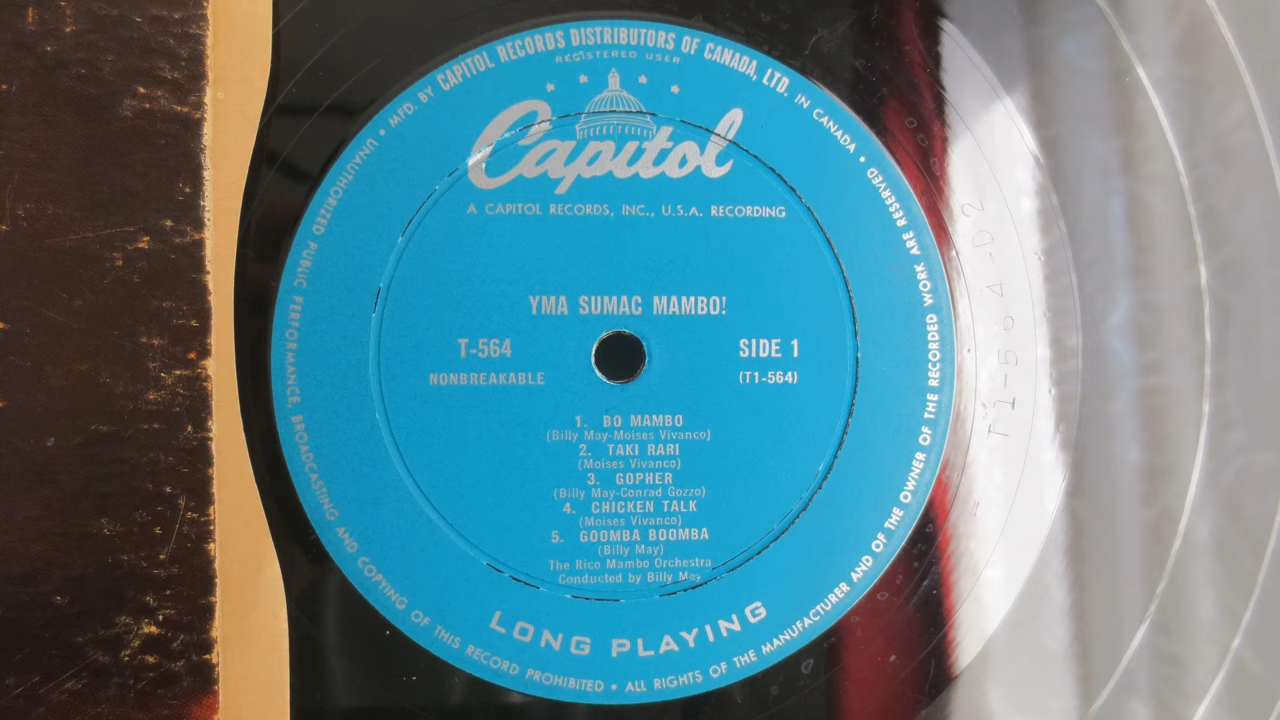 MFD. BY CAPITOL RECORDS DISTRIBUTORS OF CANADA, LTD. IN CANADA •
REGISTERED USER
Capitol
A CAPITOL RECORDS, INC., U.S.A. RECORDING
YMA SUMAC MAMBO!
T-564
SIDE 1
NONBREAKABLE
(T1-564)
1. BO MAMBO
(Billy May-Moises Vivanco)
2. TAKI RARI
(Moises Vivanco)
3. GOPHER
(Billy May-Conrad Gozzo)
4. CHICKEN TALK
(Moises Vivanco)
5. GOOMBA BOOMBA
(Billy May)
The Rico Mambo Orchestra
Conducted by Billy May
LONG PLAYING
UNAUTHORIZED PUBLIC PERFORMANCE, BROADCASTING AND COPYING OF THIS RECORD PROHIBITED • ALL RIGHTS OF THE MANUFACTURER AND OF THE OWNER OF THE RECORDED WORK ARE RESERVED •
T1-564-D2